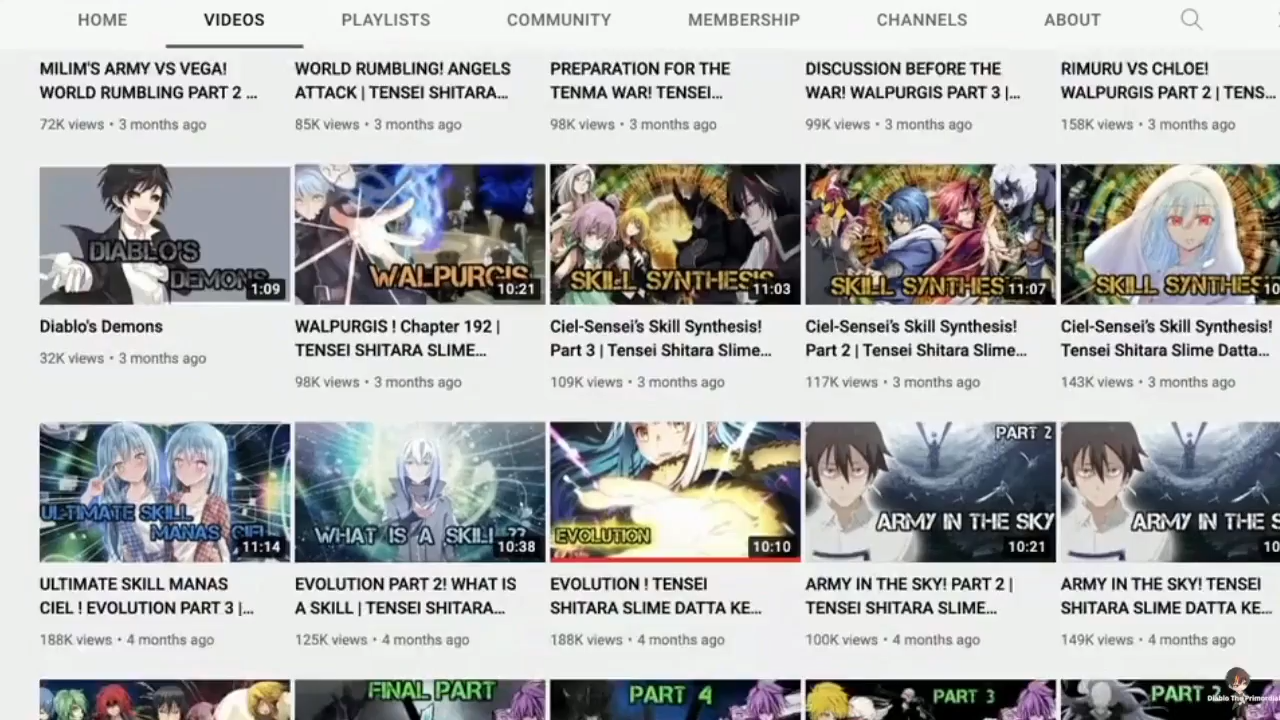 HOME VIDEOS PLAYLISTS COMMUNITY MEMBERSHIP CHANNELS ABOUT
MILIM'S ARMY VS VEGA!
WORLD RUMBLING PART 2 ...
72K views • 3 months ago
WORLD RUMBLING! ANGELS
ATTACK | TENSEI SHITARA...
85K views • 3 months ago
PREPARATION FOR THE
TENMA WAR! TENSEI...
98K views • 3 months ago
DISCUSSION BEFORE THE
WAR! WALPURGIS PART 3 |...
99K views • 3 months ago
RIMURU VS CHLOE!
WALPURGIS PART 2 | TENS...
158K views • 3 months ago
DIABLO'S
DEMONS
1:09
Diablo's Demons
32K views • 3 months ago
WALPURGIS
10:21
WALPURGIS ! Chapter 192 |
TENSEI SHITARA SLIME...
98K views • 3 months ago
SKILL SYNTHESIS
11:03
Ciel-Sensei's Skill Synthesis!
Part 3 | Tensei Shitara Slime...
109K views • 3 months ago
SKILL SYNTHESIS
11:07
Ciel-Sensei's Skill Synthesis!
Part 2 | Tensei Shitara Slime...
117K views • 3 months ago
SKILL SYNTHES
10
Ciel-Sensei's Skill Synthesis!
Tensei Shitara Slime Datta...
143K views • 3 months ago
ULTIMATE SKILL
MANAS CIEL
11:14
ULTIMATE SKILL MANAS
CIEL ! EVOLUTION PART 3 |...
188K views • 4 months ago
WHAT IS A SKILL ??
10:38
EVOLUTION PART 2! WHAT IS
A SKILL | TENSEI SHITARA...
125K views • 4 months ago
EVOLUTION
10:10
EVOLUTION ! TENSEI
SHITARA SLIME DATTA KE...
188K views • 4 months ago
PART 2
ARMY IN THE SKY
10:21
ARMY IN THE SKY! PART 2 |
TENSEI SHITARA SLIME...
100K views • 4 months ago
ARMY IN THE S
10
ARMY IN THE SKY! TENSEI
SHITARA SLIME DATTA KE...
149K views • 4 months ago
FINAL PART
PART 4
PART 3
PART 2
Diablo The Primordial